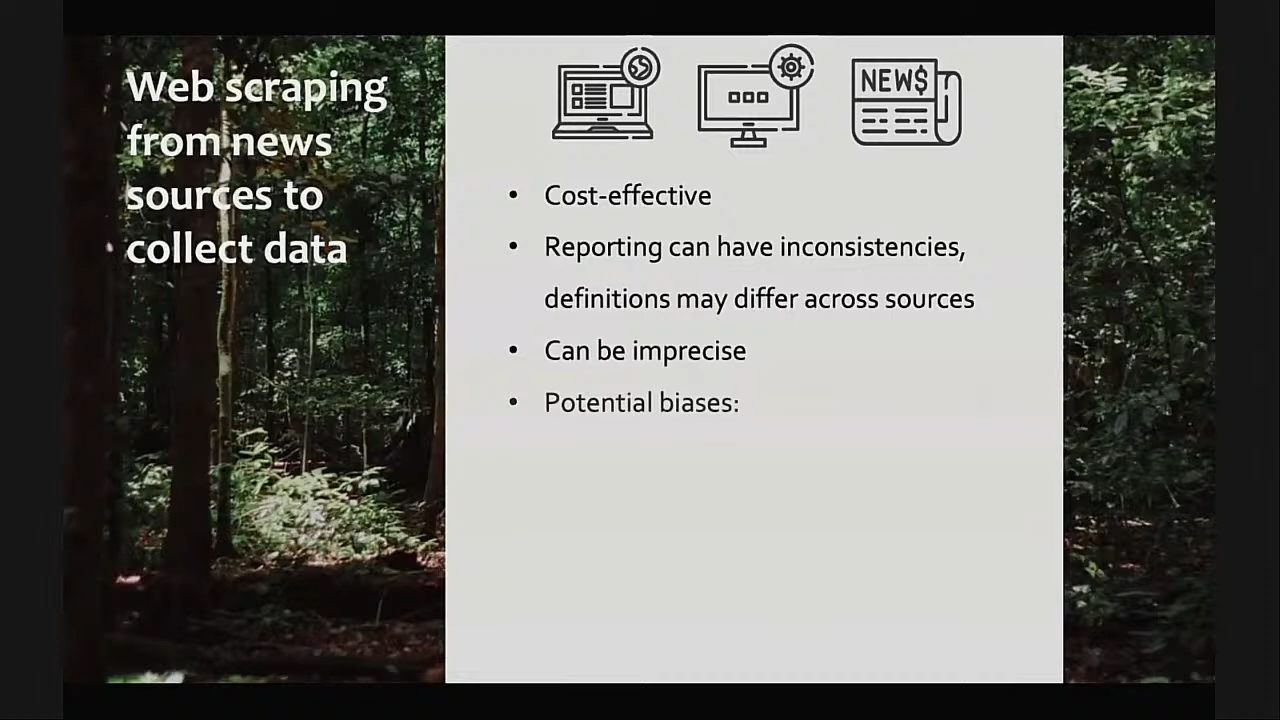 Web scraping
from news
sources to
collect data
NEW$
• Cost-effective
• Reporting can have inconsistencies,
definitions may differ across sources
• Can be imprecise
• Potential biases: